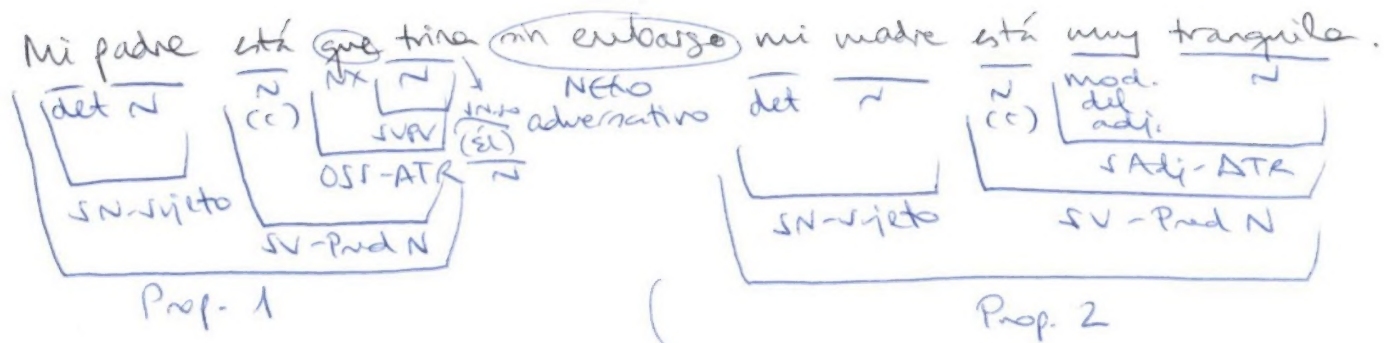 Mi padre está que trina sin embargo mi madre está muy tranquila.
det N N NX N SN-SO NEXO det N N mod. N
(c) SVPV (Él) adversativo (c) del
adj.
OSS-ATR N SAdj-ATR
SN-Sujeto SV-Pred N SN-Sujeto SV-Pred N
Prop. 1 Prop. 2